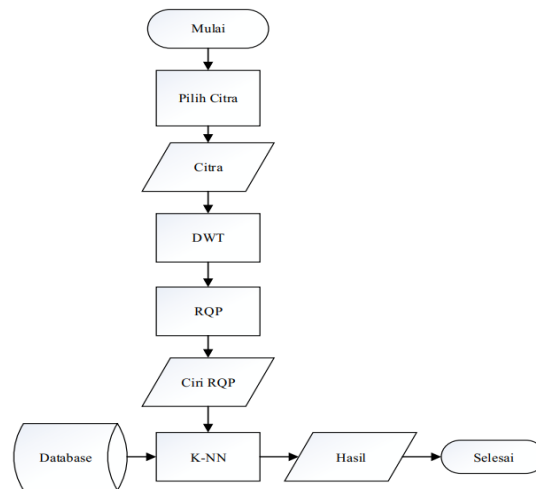 Mulai
Pilih Citra
Citra
DWT
RQP
Ciri RQP
Database
K-NN
Hasil
Selesai